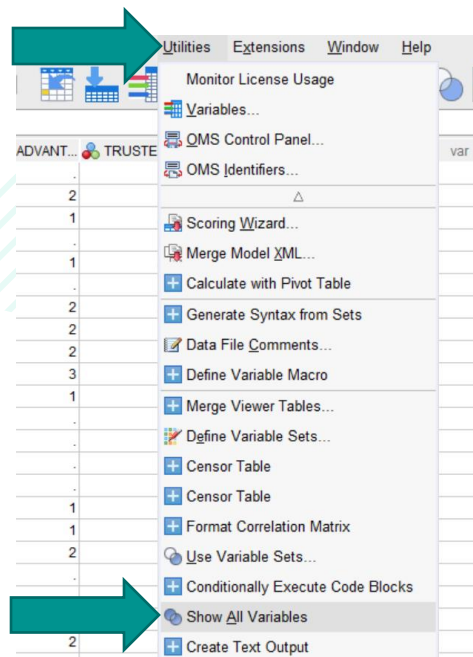 Utilities Extensions Window Help
Monitor License Usage
Variables...
ADVANT... TRUSTE var
OMS Control Panel...
.
OMS Identifiers...
2
1
Scoring Wizard...
.
Merge Model XML...
1
Calculate with Pivot Table
.
2
Generate Syntax from Sets
2
Data File Comments...
2
3
Define Variable Macro
1
Merge Viewer Tables...
.
Define Variable Sets...
.
Censor Table
.
Censor Table
.
1
Format Correlation Matrix
1
2
Use Variable Sets...
.
Conditionally Execute Code Blocks
Show All Variables
2
Create Text Output